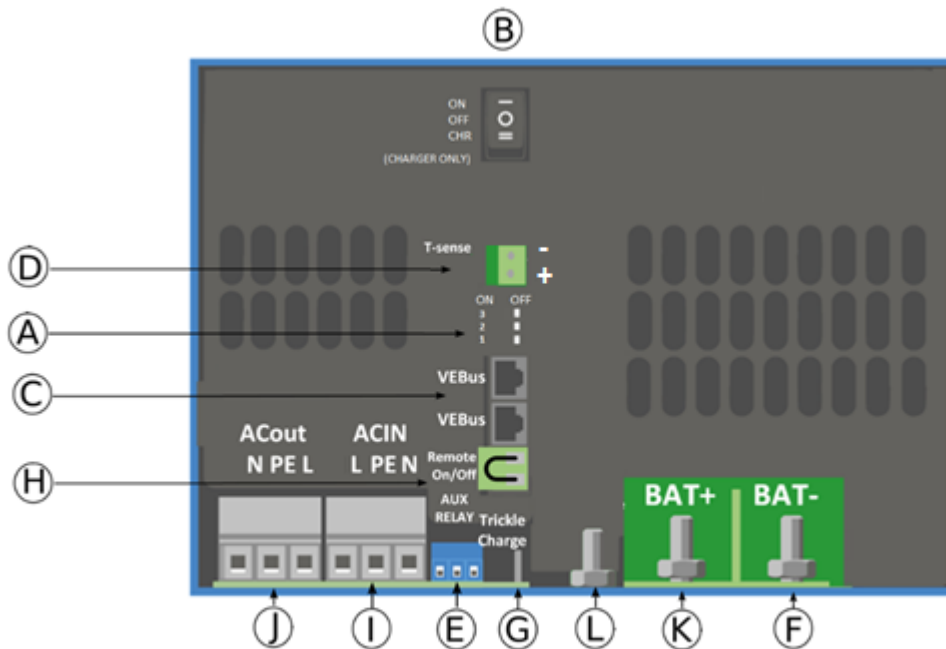 B
ON
OFF
CHR
(CHARGER ONLY)
T-sense
-
+
D
ON OFF
3
2
1
A
VEBus
C
VEBus
ACout
N PE L
ACIN
L PE N
Remote
On/Off
H
AUX
RELAY
Trickle
Charge
BAT+
BAT-
J
I
E
G
L
K
F